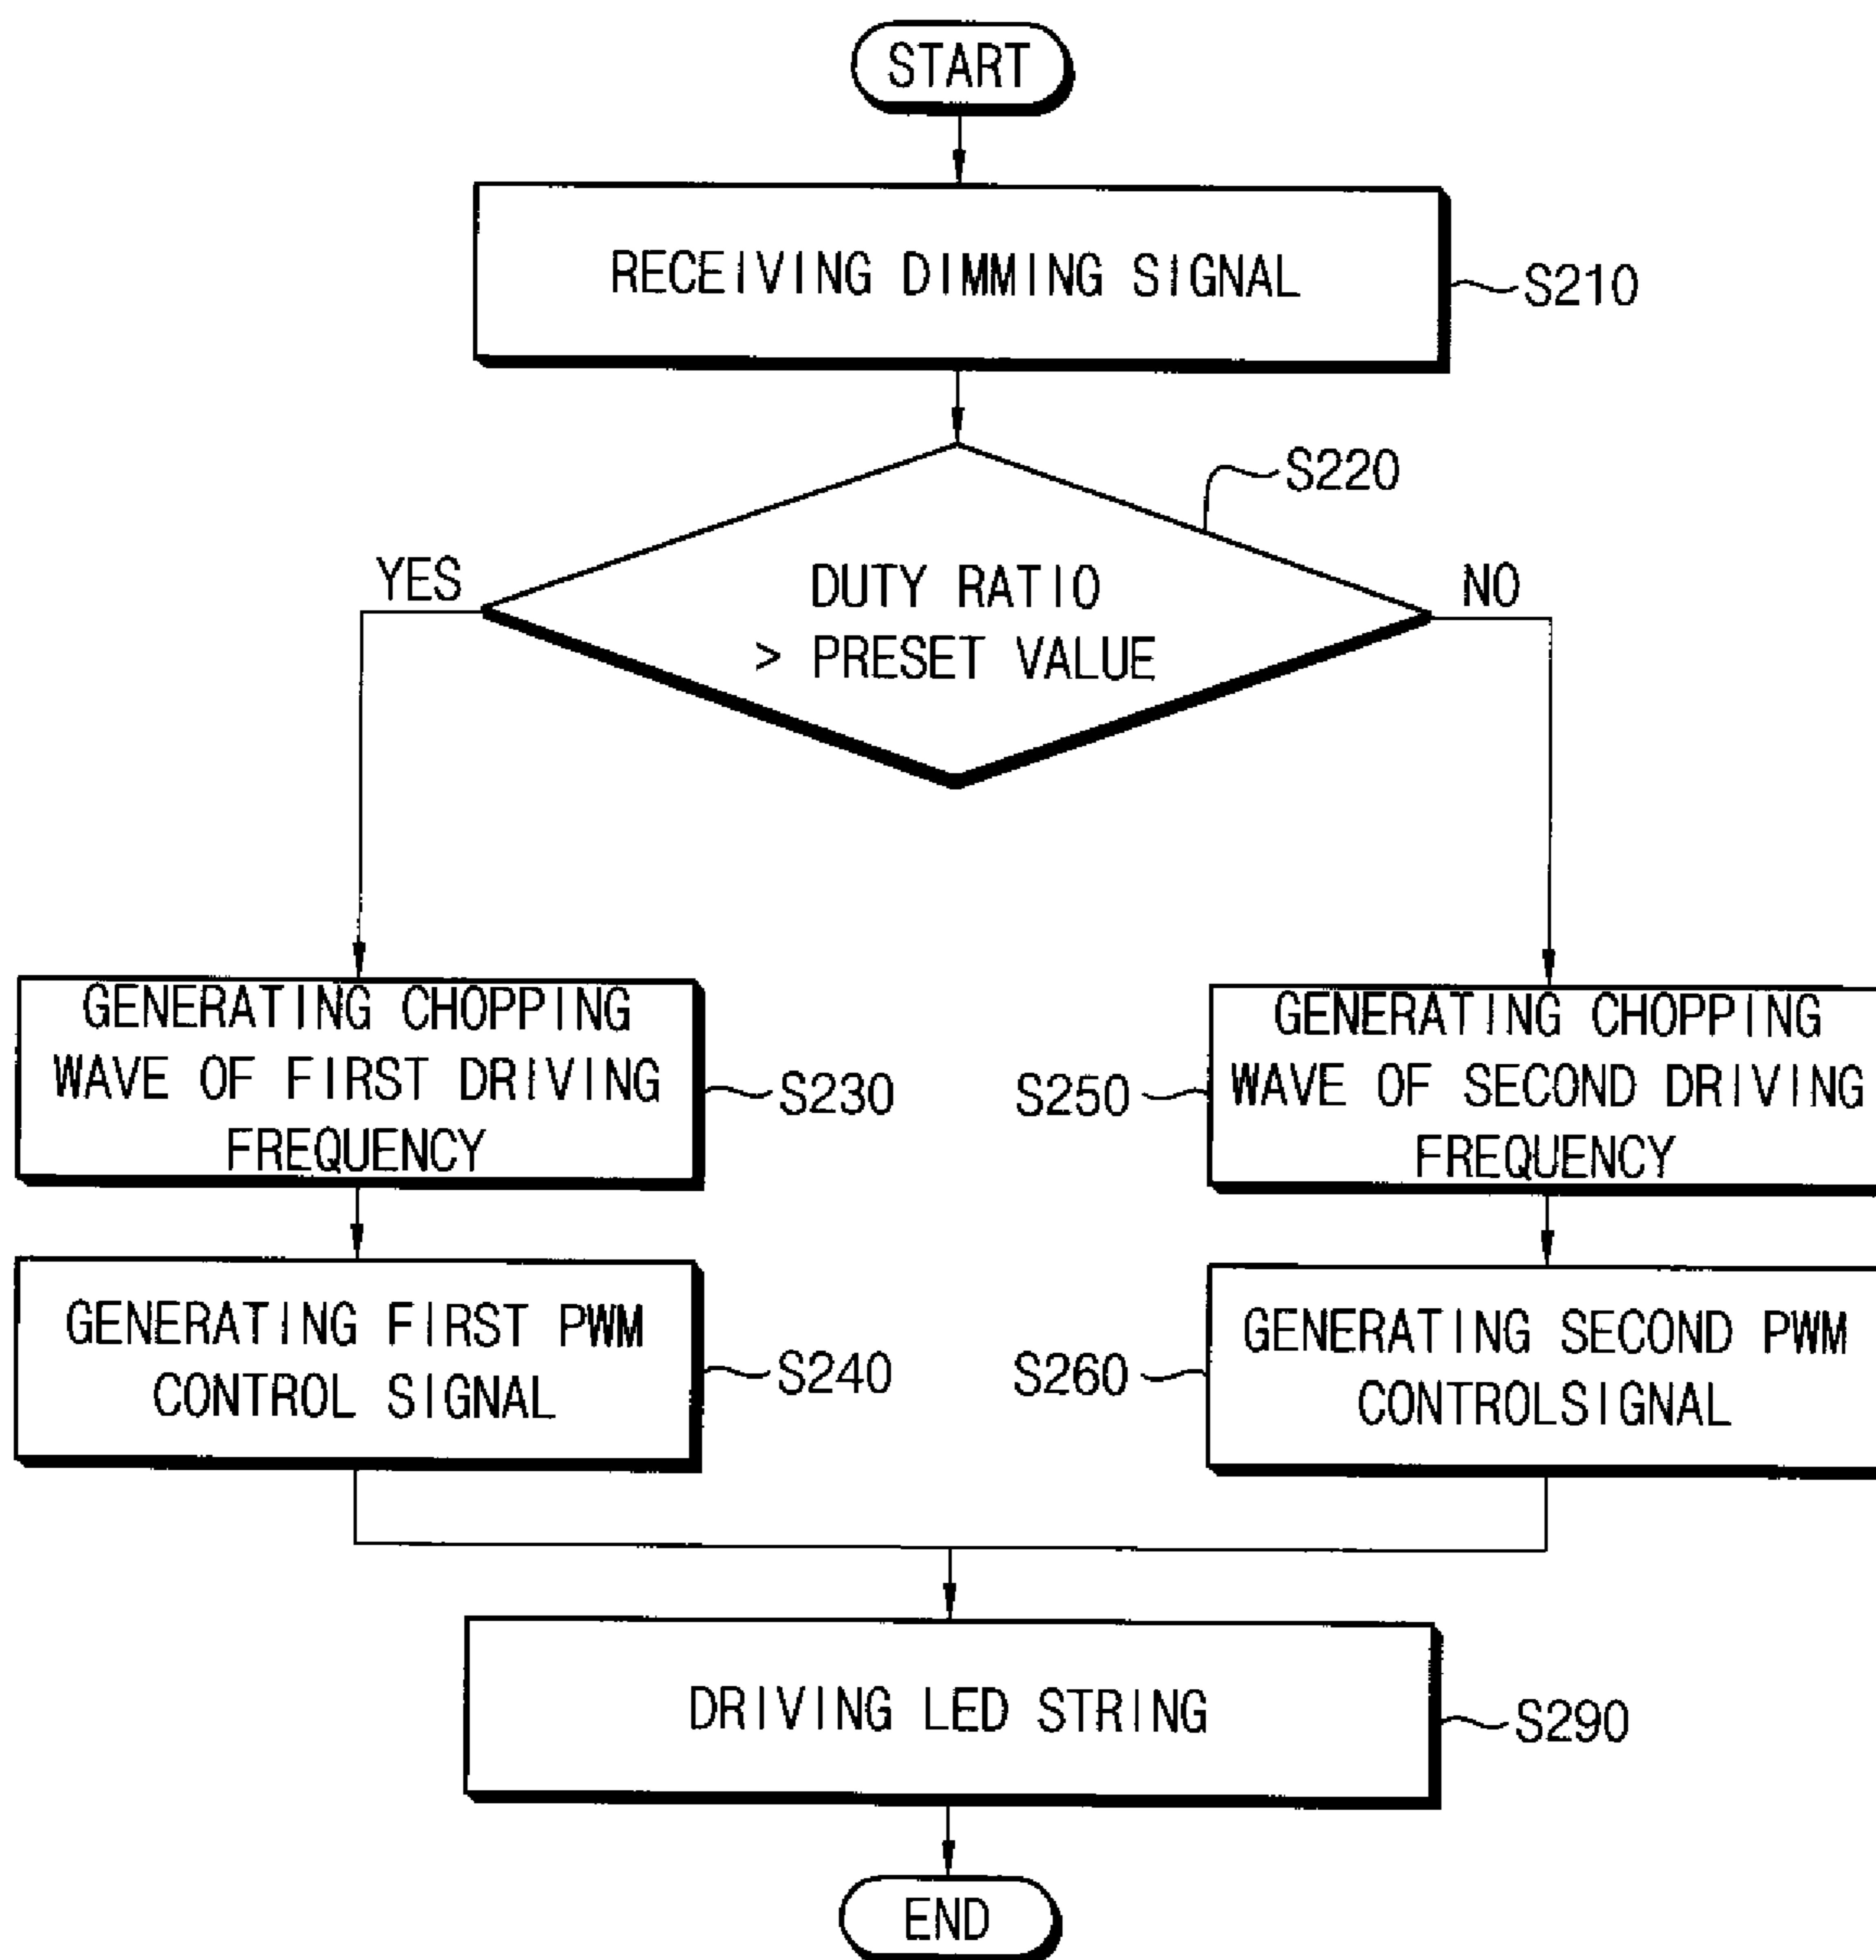 START
RECEIVING DIMMING SIGNAL
S210
S220
YES
NO
DUTY RATIO
> PRESET VALUE
GENERATING CHOPPING
WAVE OF FIRST DRIVING
FREQUENCY
S230
S250
GENERATING CHOPPING
WAVE OF SECOND DRIVING
FREQUENCY
GENERATING FIRST PWM
CONTROL SIGNAL
S240
S260
GENERATING SECOND PWM
CONTROLSIGNAL
DRIVING LED STRING
S290
END